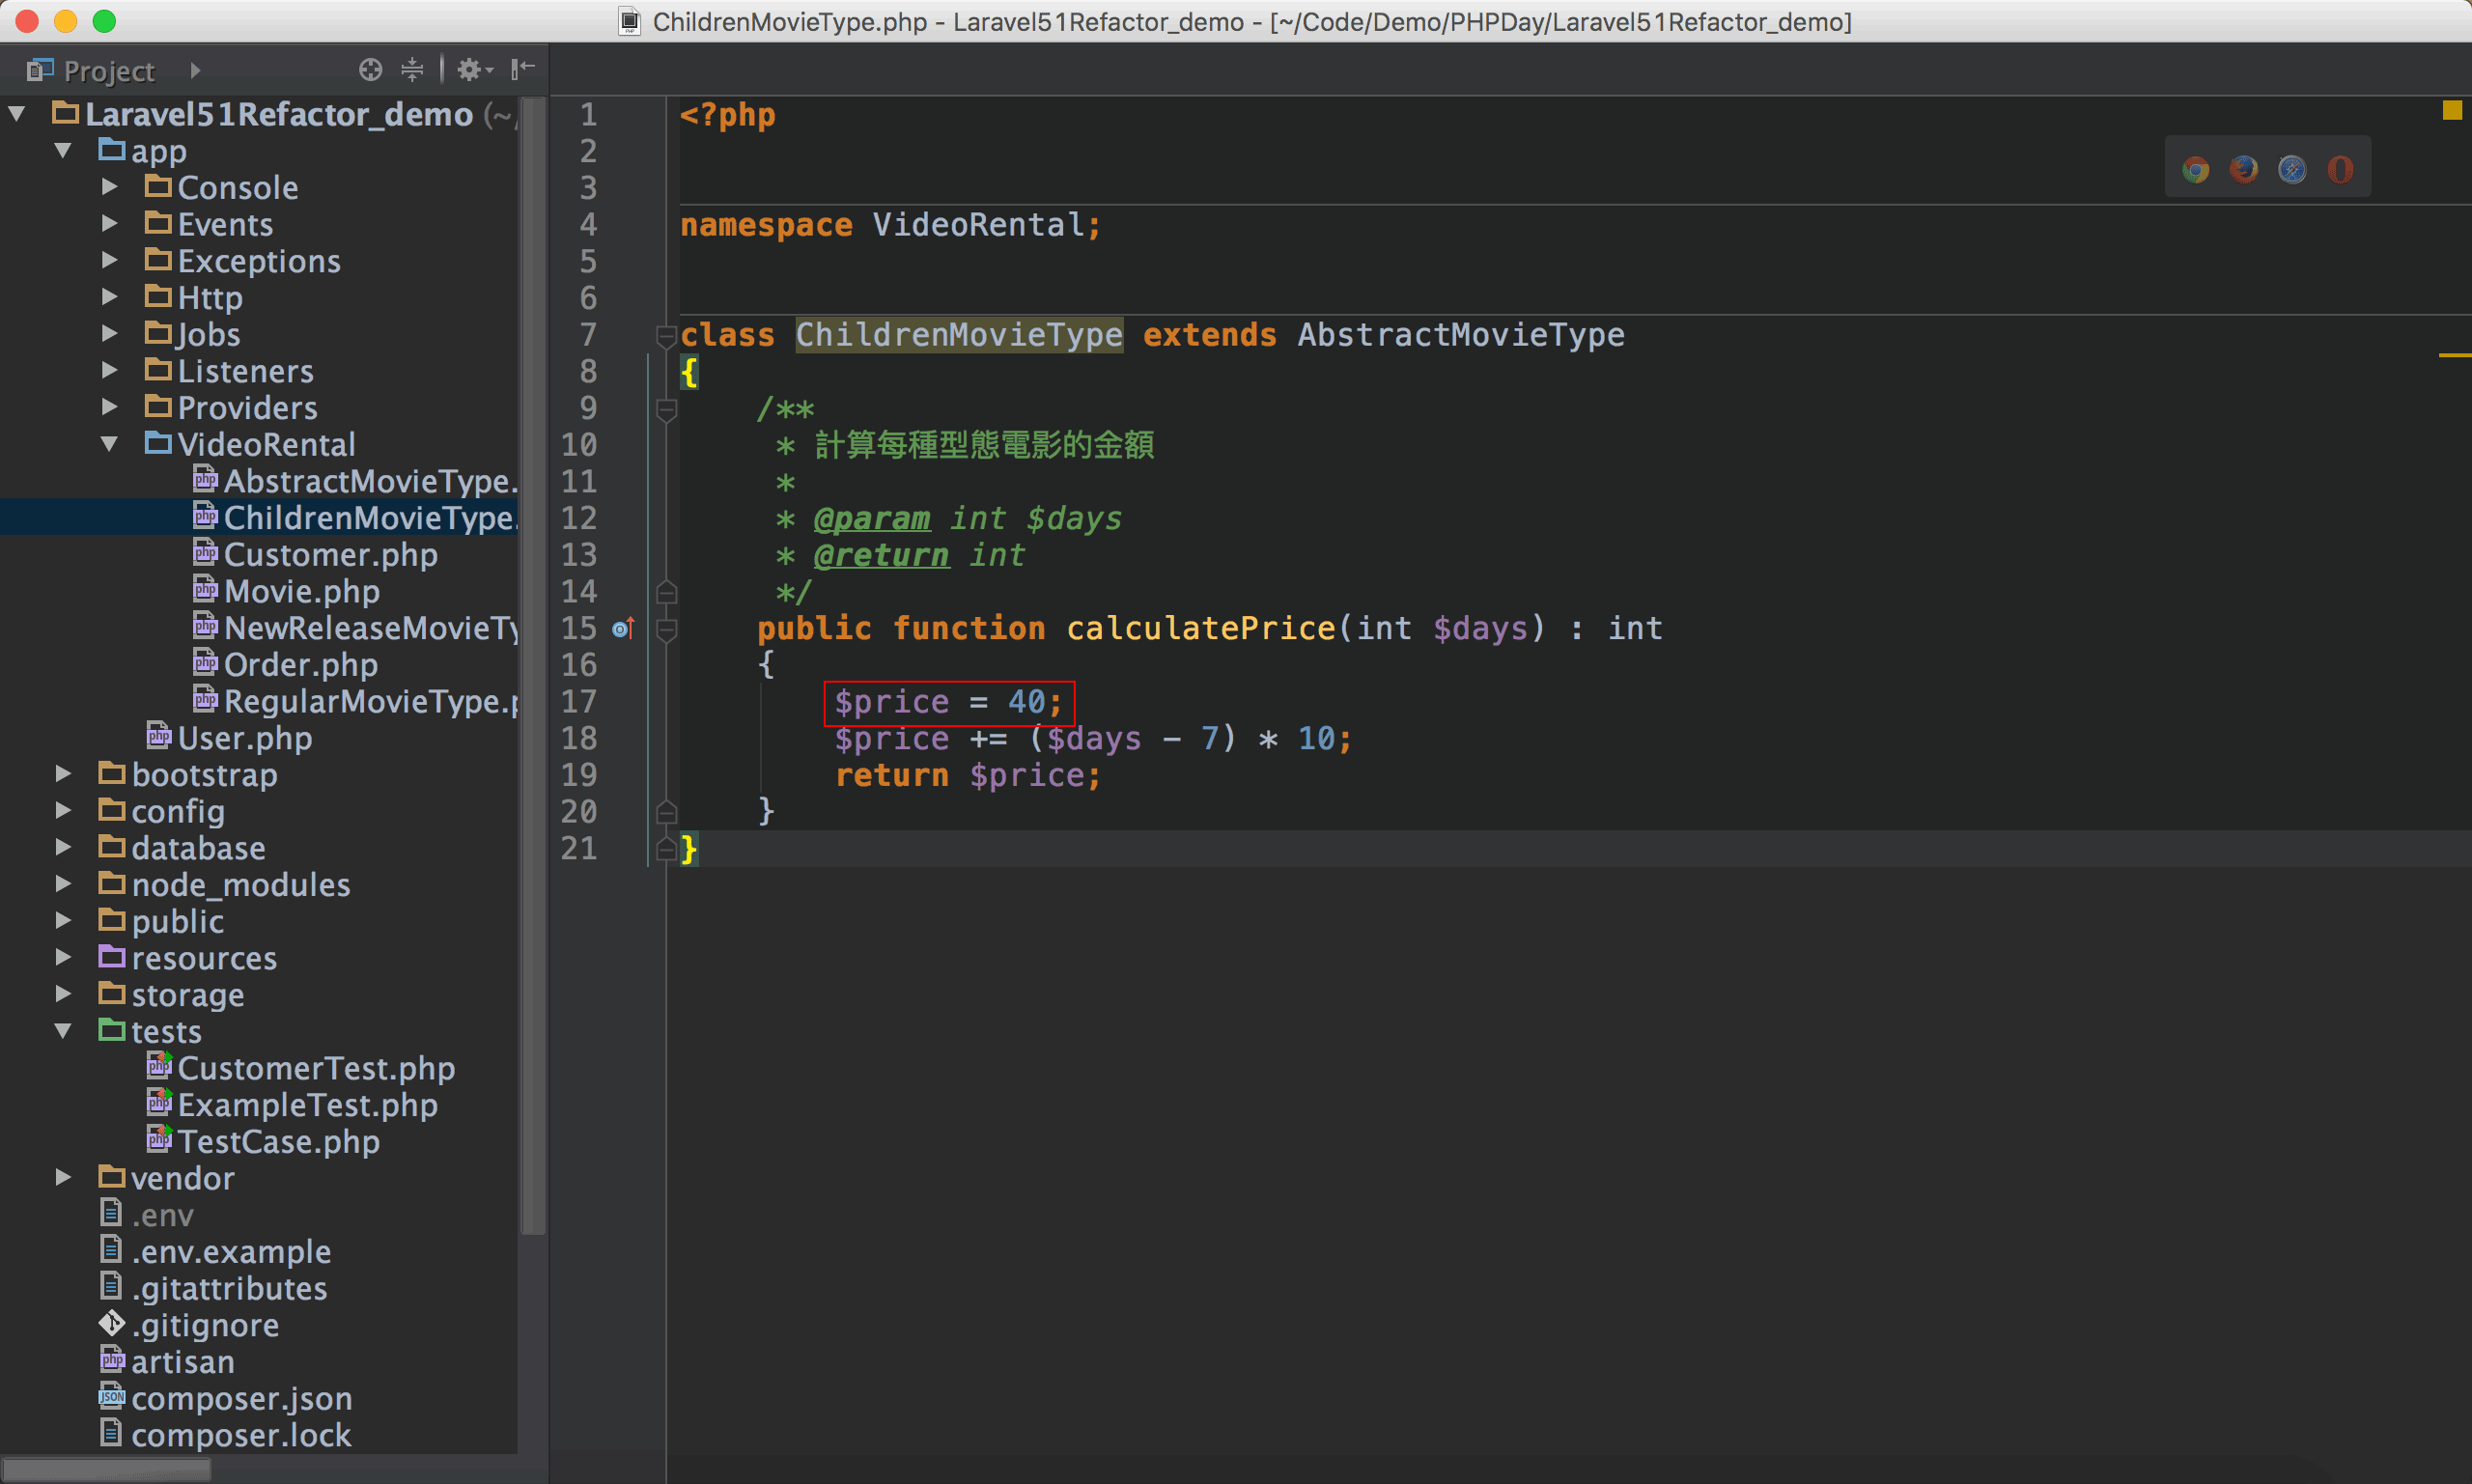 ChildrenMovieType.php - Laravel51Refactor_demo - [~/Code/Demo/PHPDay/Laravel51Refactor_demo]
Project
Laravel51Refactor_demo (~/
app
Console
Events
Exceptions
Http
Jobs
Listeners
Providers
VideoRental
AbstractMovieType.
ChildrenMovieType.
Customer.php
Movie.php
NewReleaseMovieTy
Order.php
RegularMovieType.p
User.php
bootstrap
config
database
node_modules
public
resources
storage
tests
CustomerTest.php
ExampleTest.php
TestCase.php
vendor
.env
.env.example
.gitattributes
.gitignore
artisan
composer.json
composer.lock
1 <?php
2
3
4 namespace VideoRental;
5
6
7 class ChildrenMovieType extends AbstractMovieType
8 {
9 /**
10 * 計算每種型態電影的金額
11 *
12 * @param int $days
13 * @return int
14 */
15 public function calculatePrice(int $days) : int
16 {
17 $price = 40;
18 $price += ($days - 7) * 10;
19 return $price;
20 }
21 }